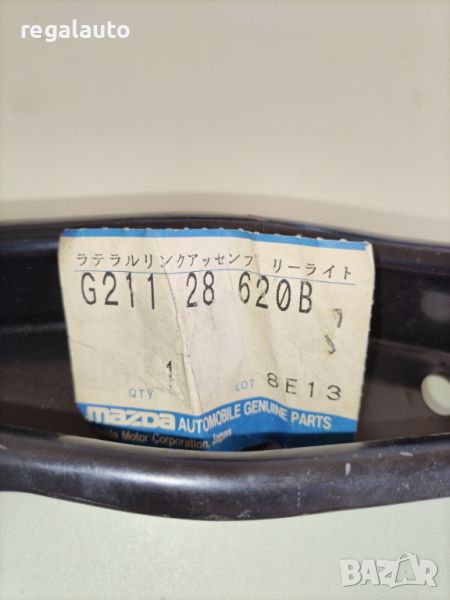 regalauto
ラテラルリンクアッセンブ リーライト
G211 28 620B
1
QTY LOT 8E13
mazda AUTOMOBILE GENUINE PARTS
Motor Corporation, Japan
BAZAR